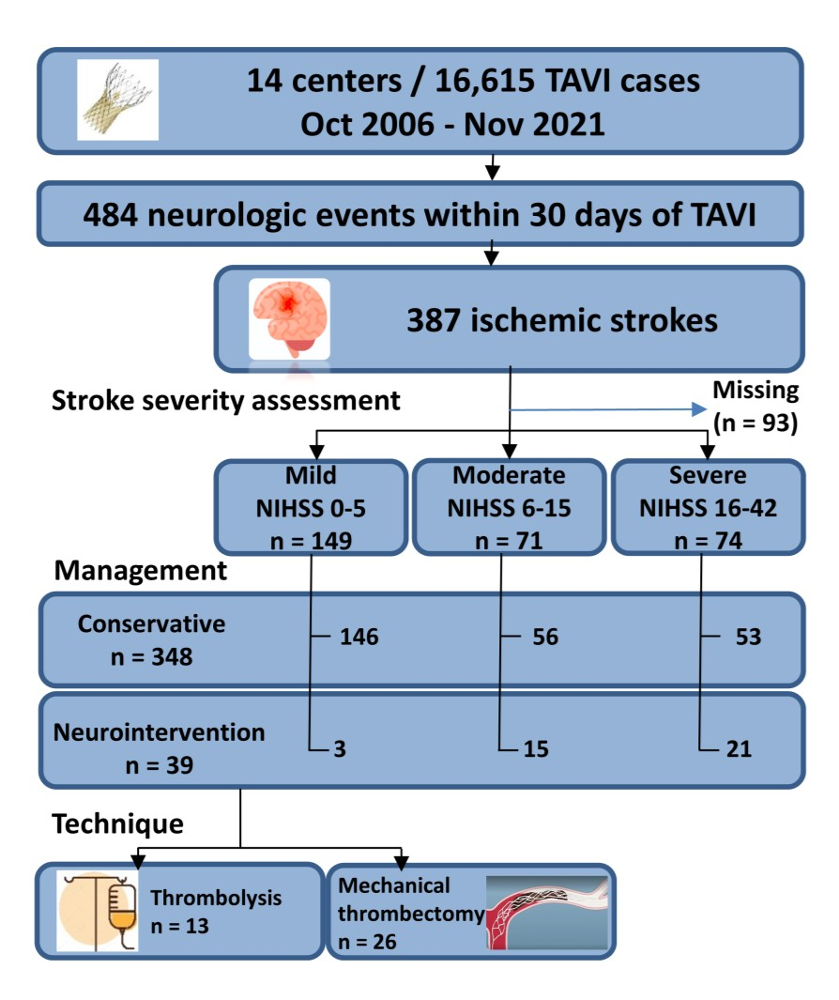 14 centers / 16,615 TAVI cases
Oct 2006 - Nov 2021
484 neurologic events within 30 days of TAVI
387 ischemic strokes
Stroke severity assessment
Missing
(n = 93)
Mild
NIHSS 0-5
n = 149
Moderate
NIHSS 6-15
n = 71
Severe
NIHSS 16-42
n = 74
Management
Conservative
n = 348
146
56
53
Neurointervention
n = 39
3
15
21
Technique
Thrombolysis
n = 13
Mechanical
thrombectomy
n = 26